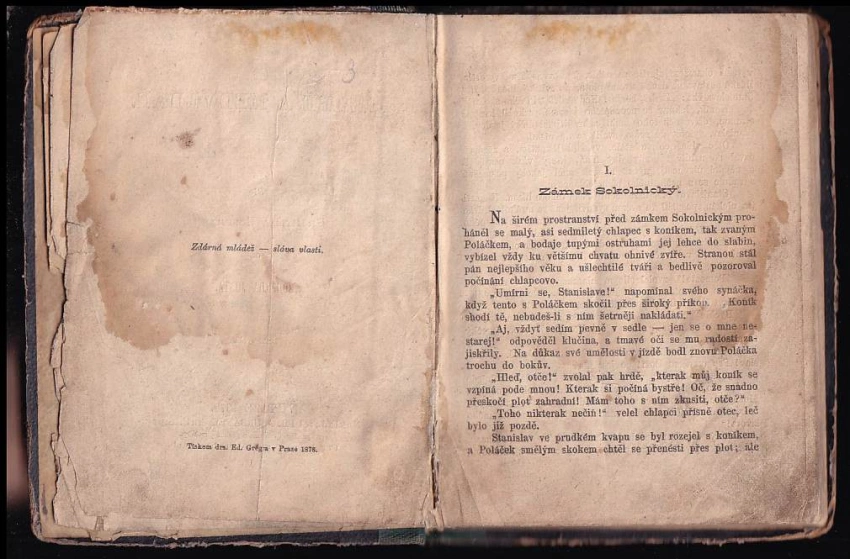 3
Zdárná mládež — sláva vlasti.
Tiskem dra. Ed. Grégra v Praze 1876.
I.
Zámek Sokolnický.
Na širém prostranství před zámkem Sokolnickým pro-
háněl se malý, asi sedmiletý chlapec s koníkem, tak zvaným
Poláčkem, a bodaje tupými ostruhami jej lehce do slabin,
vybízel vždy ku většímu chvatu ohnivé zvíře. Stranou stál
pán nejlepšího věku a ušlechtilé tváři a bedlivě pozoroval
počínání chlapcovo.
„Umírni se, Stanislave!“ napomínal svého synáčka,
když tento s Poláčkem skočil přes široký příkop. „Koník
shodí tě, nebudeš-li s ním šetrněji nakládati.“
„Aj, vždyť sedím pevně v sedle — jen se o mne ne-
starej!“ odpověděl klučina, a tmavé oči se mu radostí za-
jiskřily. Na důkaz své umělosti v jízdě bodl znovu Poláčka
trochu do bokův.
„Hleď, otče!“ zvolal pak hrdě, „kterak můj koník se
vzpíná pode mnou! Kterak si počíná bystře! Oč, že snadno
přeskočí plot zahradní! Mám toho s ním zkusiti, otče?“
„Toho nikterak nečiň!“ velel chlapci přísně otec, leč
bylo již pozdě.
Stanislav ve prudkém kvapu se byl rozejel s koníkem,
a Poláček smělým skokem chtěl se přenésti přes plot; ale